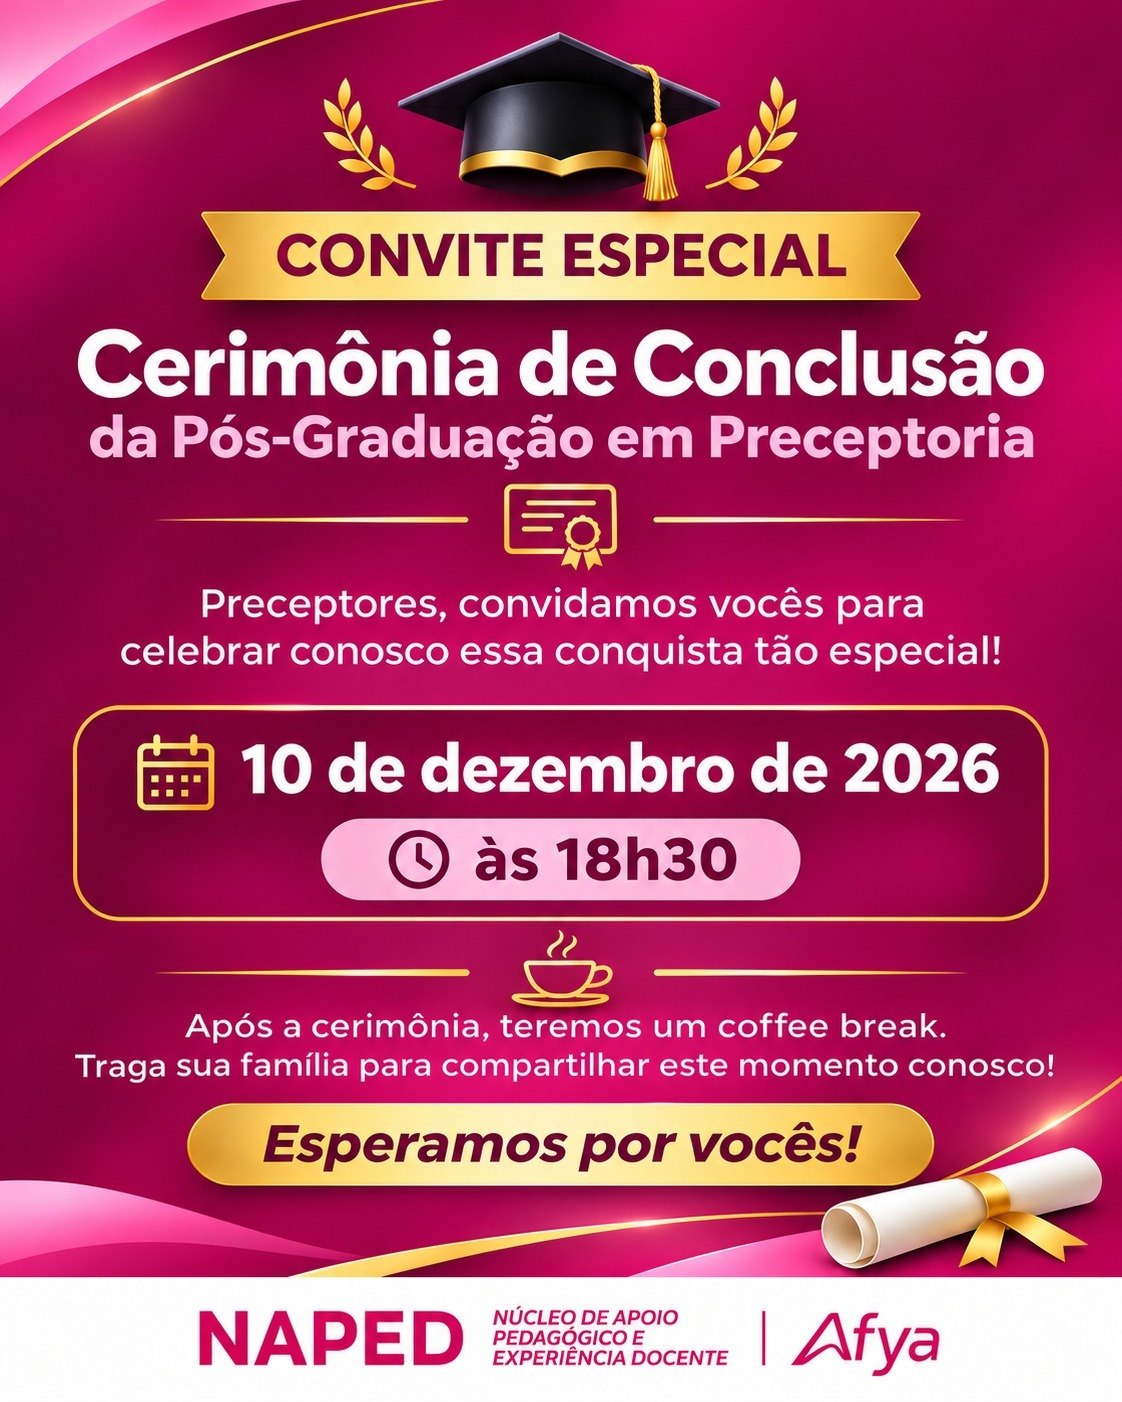 CONVITE ESPECIAL
Cerimônia de Conclusão
da Pós-Graduação em Preceptoria
Preceptores, convidamos vocês para
celebrar conosco essa conquista tão especial!
10 de dezembro de 2026
às 18h30
Após a cerimônia, teremos um coffee break.
Traga sua família para compartilhar este momento conosco!
Esperamos por vocês!
NAPED
NÚCLEO DE APOIO
PEDAGÓGICO E
EXPERIÊNCIA DOCENTE
Afya